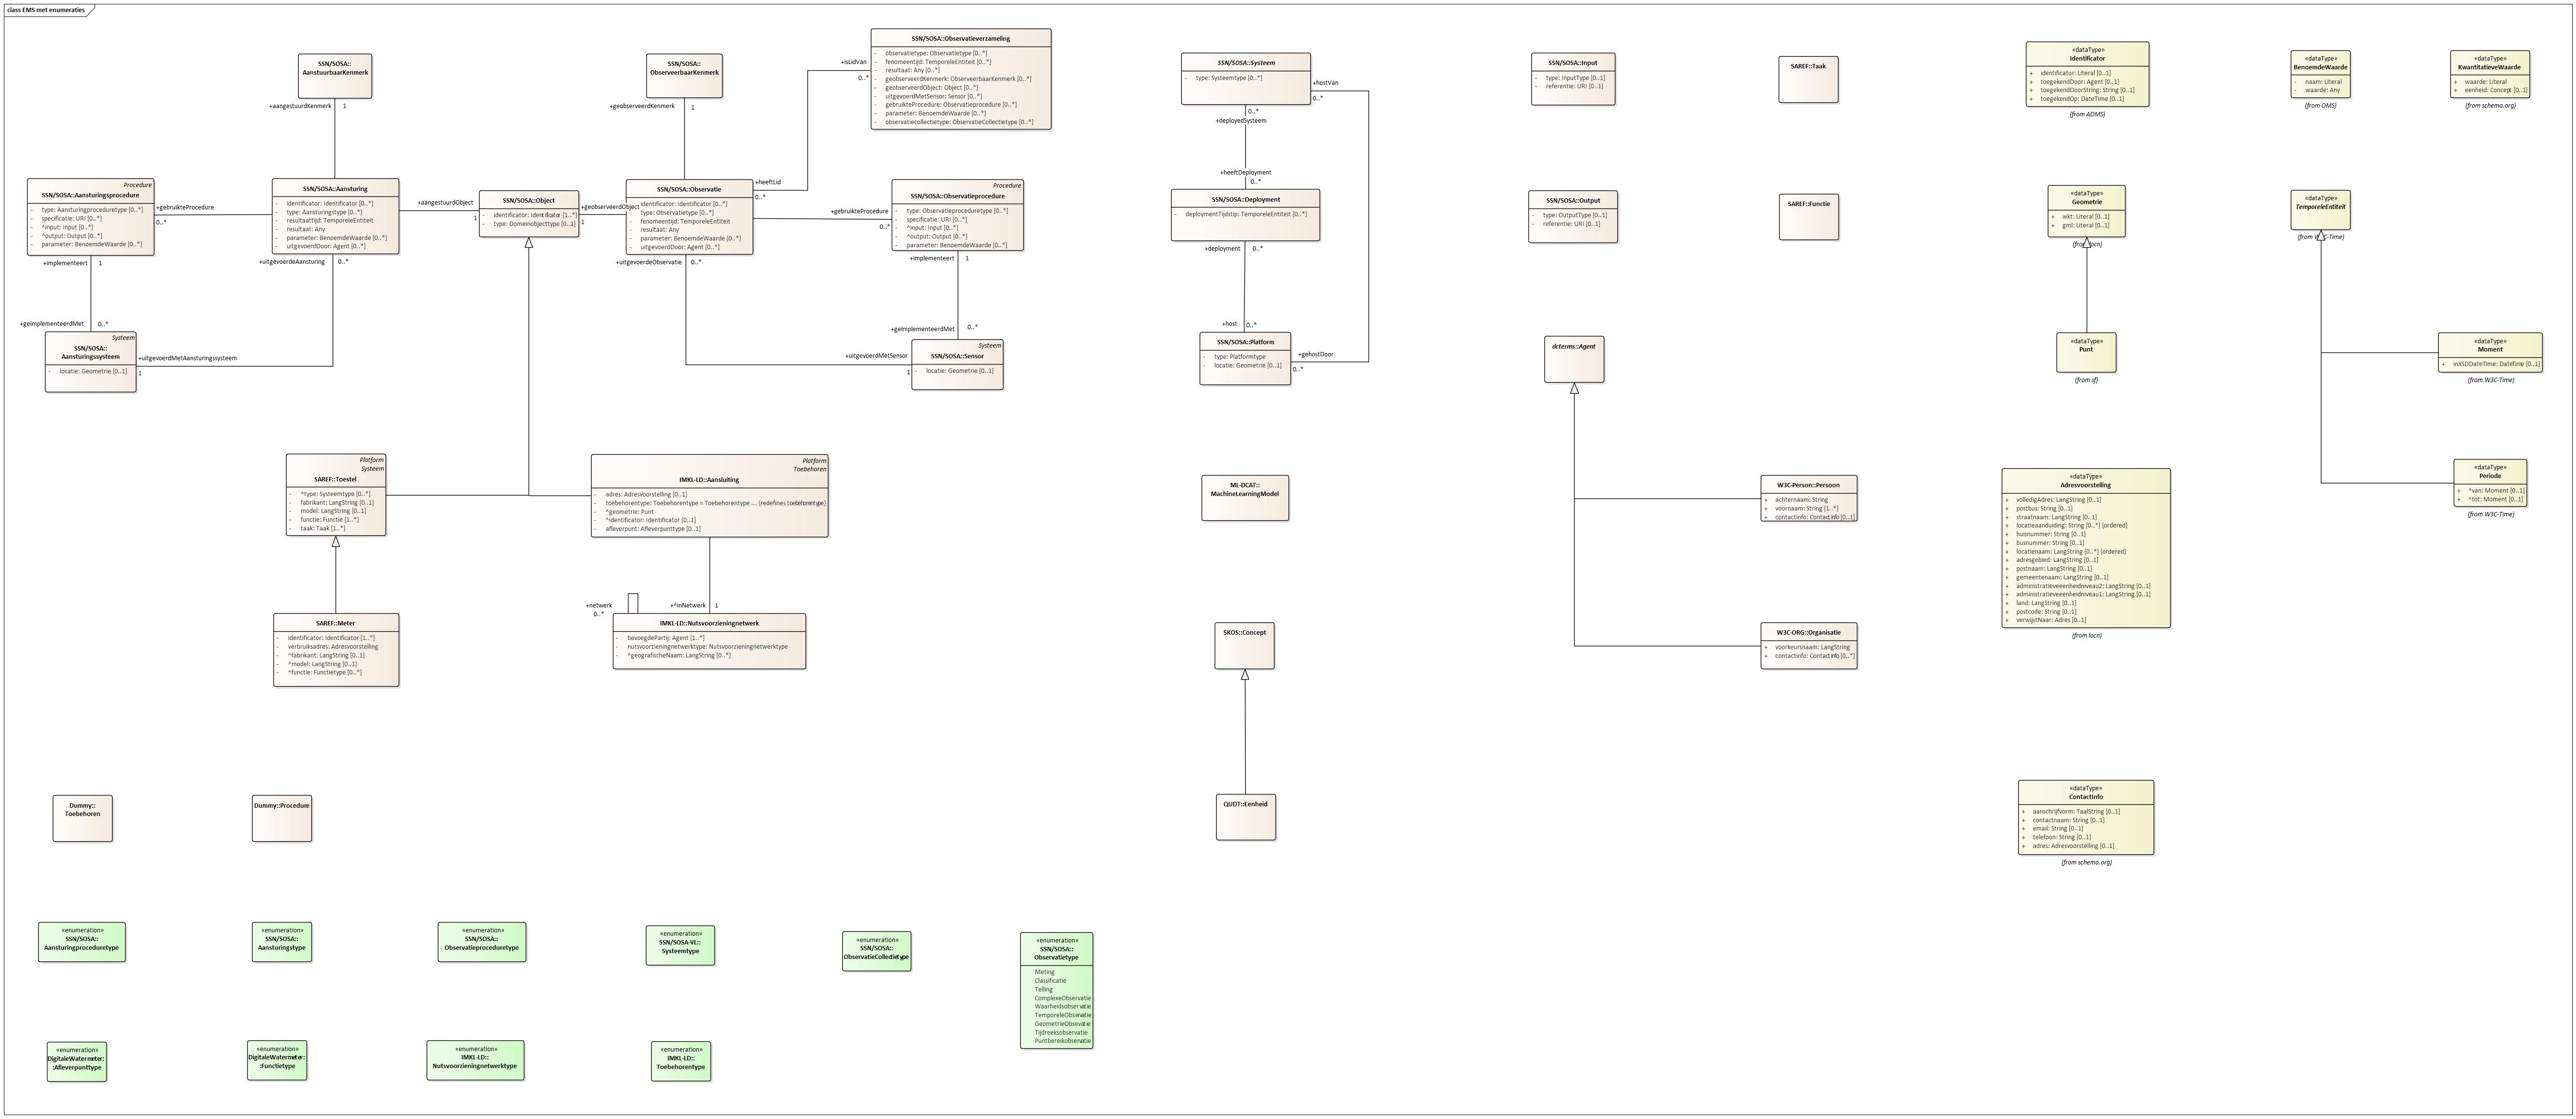 class EMS met enumeraties
SSN/SOSA::
AanstuurbaarKenmerk
+aangestuurdKenmerk 1
SSN/SOSA::
ObserveerbaarKenmerk
+geobserveerdKenmerk 1
SSN/SOSA::Observatieverzameling
- observatietype: Observatietype [0..*]
- fenomeentijd: TemporeleEntiteit [0..*]
- resultaat: Any [0..*]
- geobserveerdKenmerk: ObserveerbaarKenmerk [0..*]
- geobserveerdObject: Object [0..*]
- uitgevoerdMetSensor: Sensor [0..*]
- gebruikteProcedure: Observatieprocedure [0..*]
- parameter: BenoemdeWaarde [0..*]
- observatiecollectietype: ObservatieCollectietype [0..*]
+isLidVan
0..*
+heeftLid
0..*
Procedure
SSN/SOSA::Aansturingsprocedure
- type: Aansturingproceduretype [0..*]
- specificatie: URI [0..*]
- ^input: Input [0..*]
- ^output: Output [0..*]
- parameter: BenoemdeWaarde [0..*]
+gebruikteProcedure
0..*
+implementeert 1
+geimplementeerdMet 0..*
SSN/SOSA::Aansturing
- identificator: Identificator [0..*]
- type: Aansturingstype [0..*]
- resultaattijd: TemporeleEntiteit
- resultaat: Any
- parameter: BenoemdeWaarde [0..*]
- uitgevoerdDoor: Agent [0..*]
+aangestuurdObject
1
+uitgevoerdeAansturing 0..*
SSN/SOSA::Object
- identificator: Identificator [1..*]
- type: Domeinobjecttype [0..1]
+geobserveerdObject
1
SSN/SOSA::Observatie
identificator: Identificator [0..*]
- type: Observatietype [0..*]
- fenomeentijd: TemporeleEntiteit
- resultaat: Any
- parameter: BenoemdeWaarde [0..*]
- uitgevoerdDoor: Agent [0..*]
+uitgevoerdeObservatie 0..*
+gebruikteProcedure
0..*
Procedure
SSN/SOSA::Observatieprocedure
- type: Observatieproceduretype [0..*]
- specificatie: URI [0..*]
- ^input: Input [0..*]
- ^output: Output [0..*]
- parameter: BenoemdeWaarde [0..*]
+implementeert 1
+geimplementeerdMet 0..*
Systeem
SSN/SOSA::
Aansturingssysteem
- locatie: Geometrie [0..1]
+uitgevoerdMetAansturingssysteem
1
Systeem
SSN/SOSA::Sensor
- locatie: Geometrie [0..1]
+uitgevoerdMetSensor
1
Platform
Systeem
SAREF::Toestel
- ^type: Systeemtype [0..*]
- fabrikant: LangString [0..1]
- model: LangString [0..1]
- functie: Functie [1..*]
- taak: Taak [1..*]
Platform
Toebehoren
IMKL-LD::Aansluiting
- adres: Adresvoorstelling [0..1]
- toebehorentype: Toebehorentype = Toebehorentype ... {redefines toebehorentype}
- ^geometrie: Punt
- ^identificator: Identificator [0..1]
- afleverpunt: Afleverpunttype [0..1]
+netwerk
0..*
+^inNetwerk 1
SAREF::Meter
- identificator: Identificator [1..*]
- verbruiksadres: Adresvoorstelling
- ^fabrikant: LangString [0..1]
- ^model: LangString [0..1]
- ^functie: Functietype [0..*]
IMKL-LD::Nutsvoorzieningnetwerk
- bevoegdePartij: Agent [1..*]
- nutsvoorzieningnetwerktype: Nutsvoorzieningnetwerktype
- ^geografischeNaam: LangString [0..*]
Dummy::
Toebehoren
Dummy::Procedure
«enumeration»
SSN/SOSA::
Aansturingproceduretype
«enumeration»
SSN/SOSA::
Aansturingstype
«enumeration»
SSN/SOSA::
Observatieproceduretype
«enumeration»
SSN/SOSA-VL::
Systeemtype
«enumeration»
SSN/SOSA::
ObservatieCollectietype
«enumeration»
SSN/SOSA::
Observatietype
Meting
Classificatie
Telling
ComplexeObservatie
Waarheidsobservatie
TemporeleObservatie
GeometrieObsevatie
Tijdreeksobservatie
Puntbereikobservatie
«enumeration»
DigitaleWatermeter:
:Afleverpunttype
«enumeration»
DigitaleWatermeter:
:Functietype
«enumeration»
IMKL-LD::
Nutsvoorzieningnetwerktype
«enumeration»
IMKL-LD::
Toebehorentype
SSN/SOSA::Systeem
- type: Systeemtype [0..*]
+hostVan
0..*
0..*
+deployedSysteem
+heeftDeployment
0..*
SSN/SOSA::Deployment
- deploymentTijdstip: TemporeleEntiteit [0..*]
+deployment 0..*
+host 0..*
SSN/SOSA::Platform
- type: Platformtype
- locatie: Geometrie [0..1]
+gehostDoor
0..*
ML-DCAT::
MachineLearningModel
SKOS::Concept
QUDT::Eenheid
SSN/SOSA::Input
- type: InputType [0..1]
- referentie: URI [0..1]
SAREF::Taak
SSN/SOSA::Output
- type: OutputType [0..1]
- referentie: URI [0..1]
SAREF::Functie
dcterms::Agent
W3C-Person::Persoon
+ achternaam: String
+ voornaam: String [1..*]
+ contactinfo: ContactInfo [0..1]
W3C-ORG::Organisatie
+ voorkeursnaam: LangString
+ contactinfo: ContactInfo [0..*]
«dataType»
Identificator
+ identificator: Literal [0..1]
+ toegekendDoor: Agent [0..1]
+ toegekendDoorString: String [0..1]
+ toegekendOp: DateTime [0..1]
(from ADMS)
«dataType»
BenoemdeWaarde
- naam: Literal
- waarde: Any
(from OMS)
«dataType»
KwantitatieveWaarde
+ waarde: Literal
+ eenheid: Concept [0..1]
(from schema.org)
«dataType»
Geometrie
+ wkt: Literal [0..1]
+ gml: Literal [0..1]
(from locn)
«dataType»
TemporeleEntiteit
(from W3C-Time)
«dataType»
Punt
(from sf)
«dataType»
Moment
+ inXSDDateTime: DateTime [0..1]
(from W3C-Time)
«dataType»
Periode
+ ^van: Moment [0..1]
+ ^tot: Moment [0..1]
(from W3C-Time)
«dataType»
Adresvoorstelling
+ volledigAdres: LangString [0..1]
+ postbus: String [0..1]
+ straatnaam: LangString [0..1]
+ locatieaanduiding: String [0..*] {ordered}
+ huisnummer: String [0..1]
+ busnummer: String [0..1]
+ locatienaam: LangString [0..*] {ordered}
+ adresgebied: LangString [0..1]
+ postnaam: LangString [0..1]
+ gemeentenaam: LangString [0..1]
+ administratieveeenheidniveau2: LangString [0..1]
+ administratieveeenheidniveau1: LangString [0..1]
+ land: LangString [0..1]
+ postcode: String [0..1]
+ verwijstNaar: Adres [0..1]
(from locn)
«dataType»
ContactInfo
+ aanschrijfvorm: TaalString [0..1]
+ contactnaam: String [0..1]
+ email: String [0..1]
+ telefoon: String [0..1]
+ adres: Adresvoorstelling [0..1]
(from schema.org)